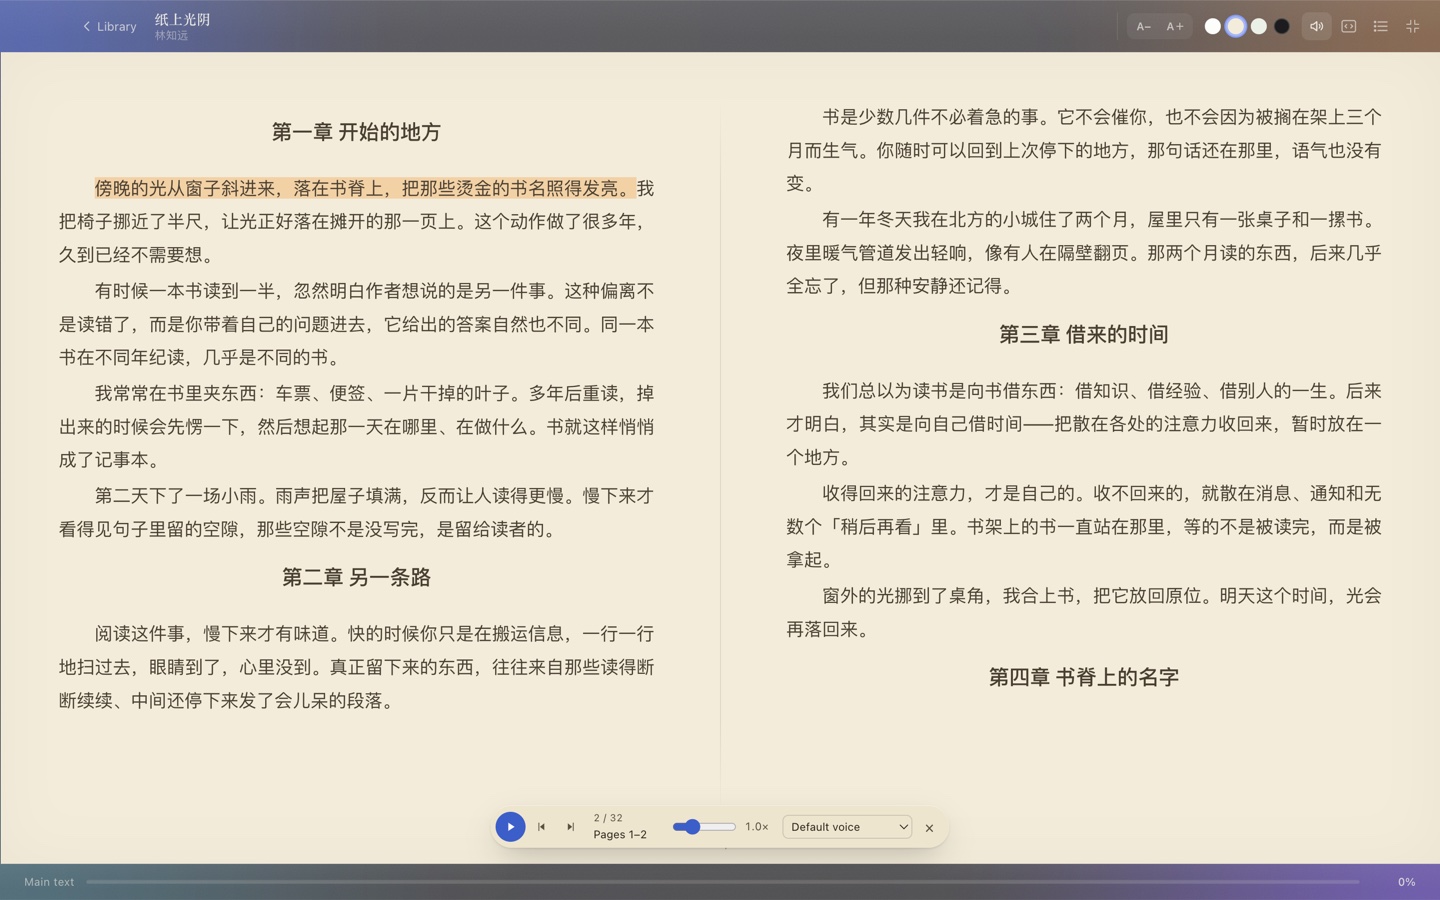 Library
纸上光阴
林知远
A−
A+
第一章 开始的地方
傍晚的光从窗子斜进来，落在书脊上，把那些烫金的书名照得发亮。我
把椅子挪近了半尺，让光正好落在摊开的那一页上。这个动作做了很多年，
久到已经不需要想。
有时候一本书读到一半，忽然明白作者想说的是另一件事。这种偏离不
是读错了，而是你带着自己的问题进去，它给出的答案自然也不同。同一本
书在不同年纪读，几乎是不同的书。
我常常在书里夹东西：车票、便签、一片干掉的叶子。多年后重读，掉
出来的时候会先愣一下，然后想起那一天在哪里、在做什么。书就这样悄悄
成了记事本。
第二天下了一场小雨。雨声把屋子填满，反而让人读得更慢。慢下来才
看得见句子里留的空隙，那些空隙不是没写完，是留给读者的。
第二章 另一条路
阅读这件事，慢下来才有味道。快的时候你只是在搬运信息，一行一行
地扫过去，眼睛到了，心里没到。真正留下来的东西，往往来自那些读得断
断续续、中间还停下来发了会儿呆的段落。
书是少数几件不必着急的事。它不会催你，也不会因为被搁在架上三个
月而生气。你随时可以回到上次停下的地方，那句话还在那里，语气也没有
变。
有一年冬天我在北方的小城住了两个月，屋里只有一张桌子和一摞书。
夜里暖气管道发出轻响，像有人在隔壁翻页。那两个月读的东西，后来几乎
全忘了，但那种安静还记得。
第三章 借来的时间
我们总以为读书是向书借东西：借知识、借经验、借别人的一生。后来
才明白，其实是向自己借时间——把散在各处的注意力收回来，暂时放在一
个地方。
收得回来的注意力，才是自己的。收不回来的，就散在消息、通知和无
数个「稍后再看」里。书架上的书一直站在那里，等的不是被读完，而是被
拿起。
窗外的光挪到了桌角，我合上书，把它放回原位。明天这个时间，光会
再落回来。
第四章 书脊上的名字
2 / 32
Pages 1–2
1.0×
Default voice
Main text
0%